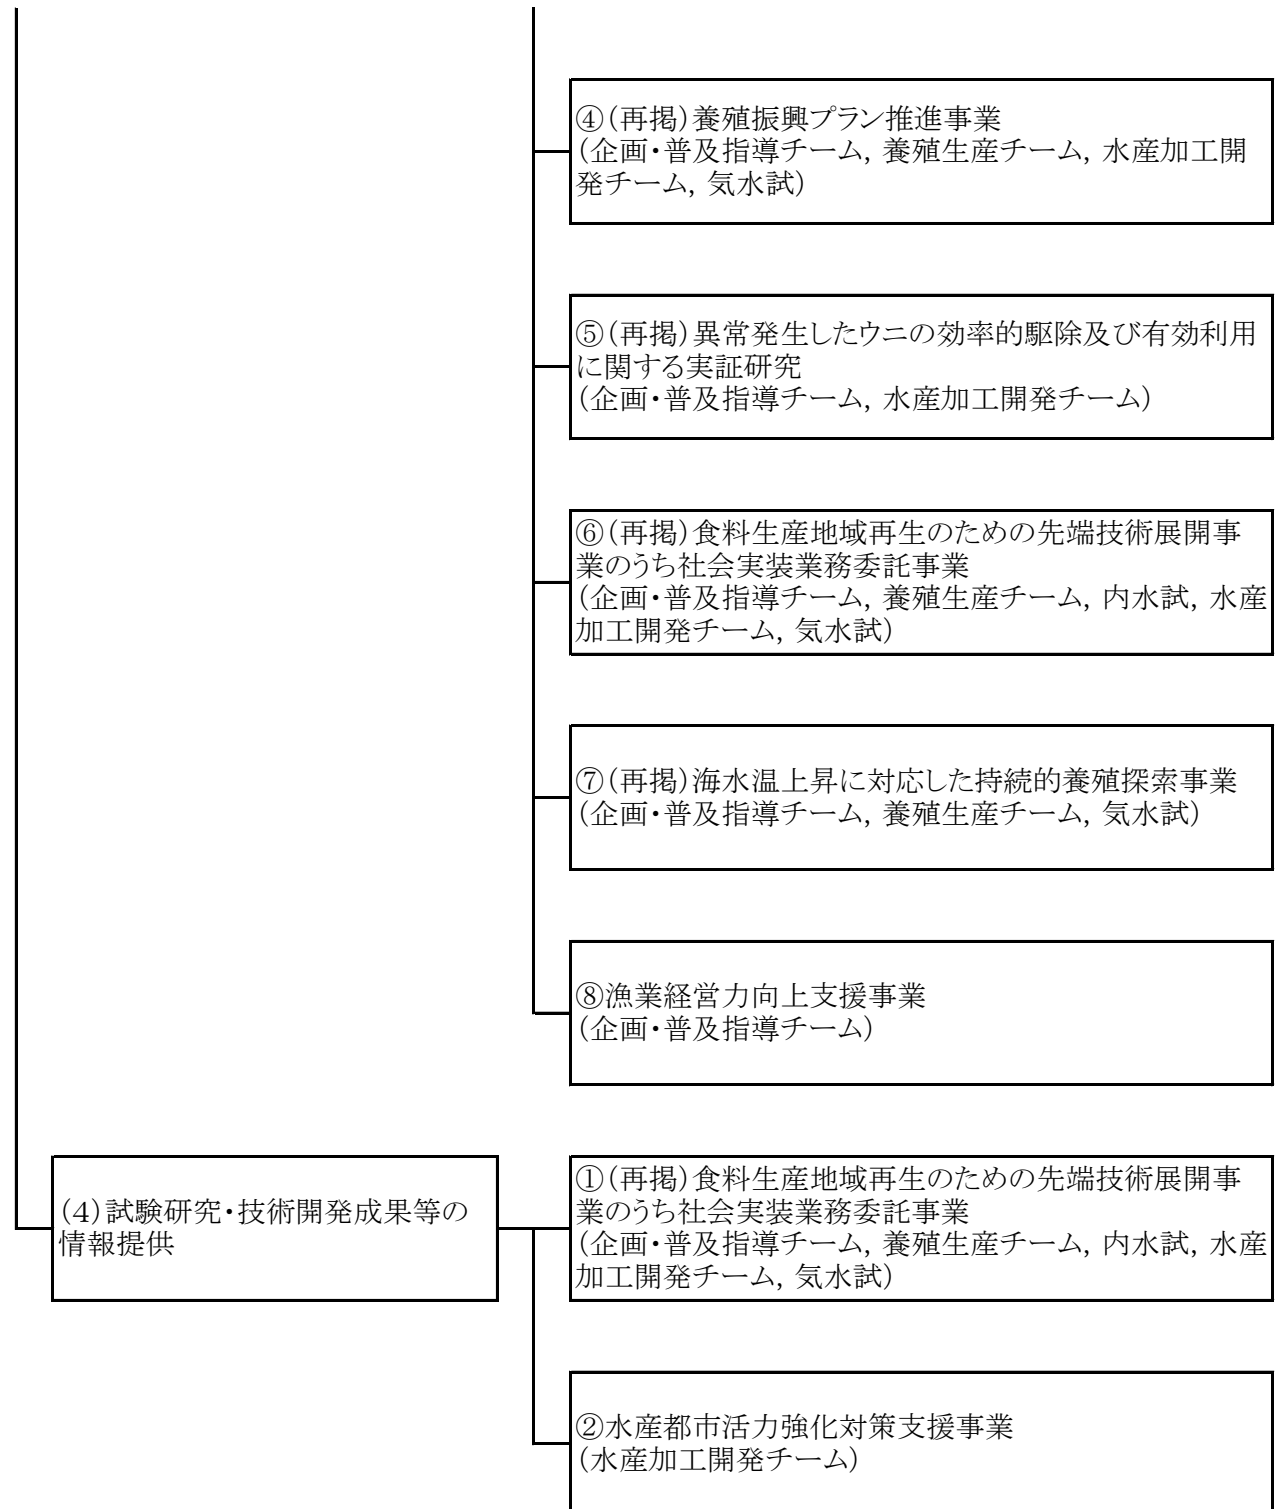 ④（再掲）養殖振興プラン推進事業
（企画・普及指導チーム，養殖生産チーム，水産加工開
発チーム，気水試）
⑤（再掲）異常発生したウニの効率的駆除及び有効利用
に関する実証研究
（企画・普及指導チーム，水産加工開発チーム）
⑥（再掲）食料生産地域再生のための先端技術展開事
業のうち社会実装業務委託事業
（企画・普及指導チーム，養殖生産チーム，内水試，水産
加工開発チーム，気水試）
⑦（再掲）海水温上昇に対応した持続的養殖探索事業
（企画・普及指導チーム，養殖生産チーム，気水試）
⑧漁業経営力向上支援事業
（企画・普及指導チーム）
（４）試験研究・技術開発成果等の
情報提供
①（再掲）食料生産地域再生のための先端技術展開事
業のうち社会実装業務委託事業
（企画・普及指導チーム，養殖生産チーム，内水試，水産
加工開発チーム，気水試）
②水産都市活力強化対策支援事業
（水産加工開発チーム）